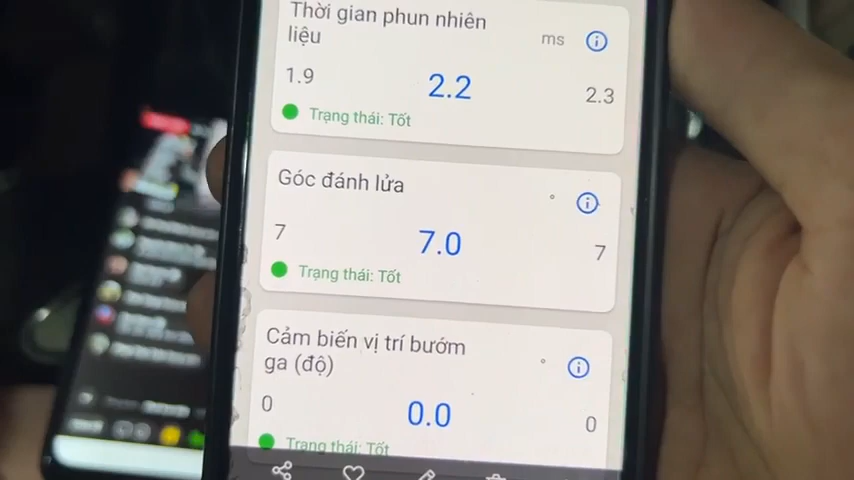 Thời gian phun nhiên
liệu
ms
1.9
2.2
2.3
Trạng thái: Tốt
Góc đánh lửa
°
7
7.0
7
Trạng thái: Tốt
Cảm biến vị trí bướm
ga (độ)
°
0
0.0
0
Trạng thái: Tốt